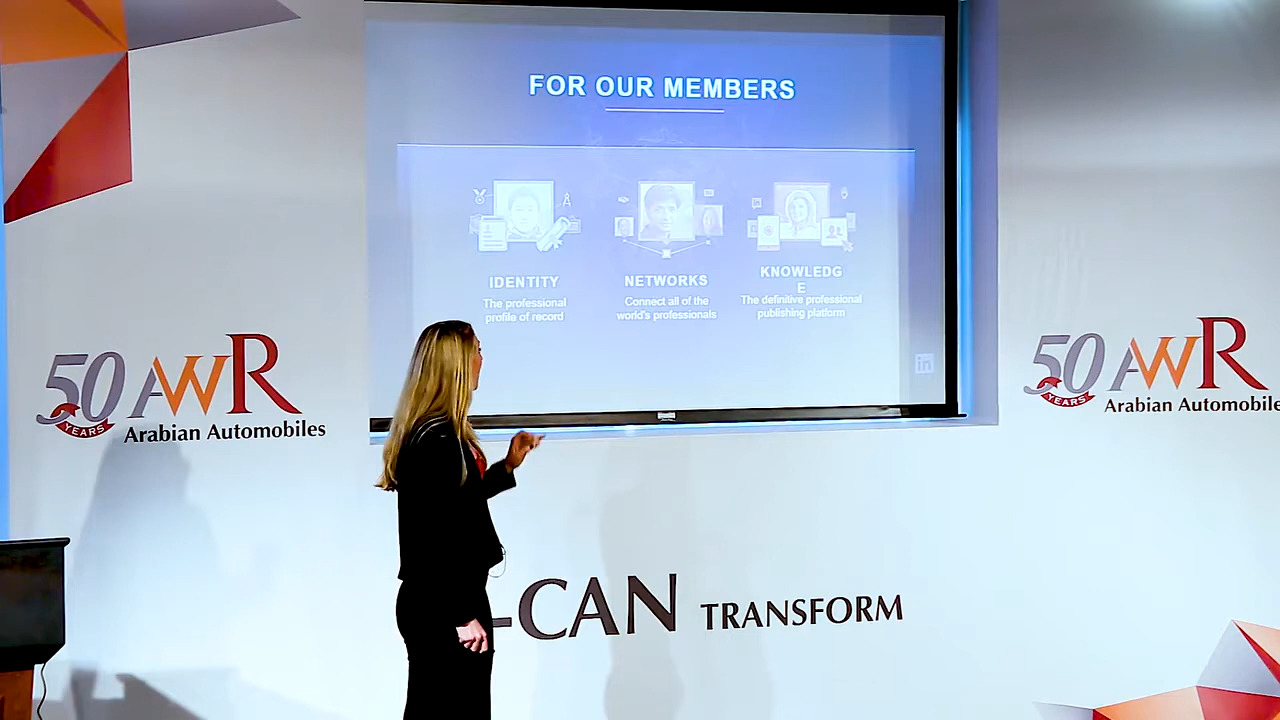 FOR OUR MEMBERS
IDENTITY
The professional
profile of record
NETWORKS
Connect all of the
world's professionals
KNOWLEDG
E
The definitive professional
publishing platform
in
50 AWR
YEARS
Arabian Automobiles
50 AWR
YEARS
Arabian Automobile
-CAN TRANSFORM